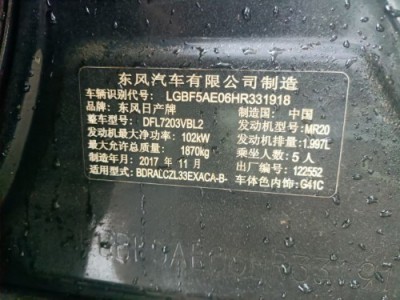 东风汽车有限公司制造
车辆识别代号: LGBF5AE06HR331918
品牌: 东风日产牌 制造国: 中国
整车型号: DFL7203VBL2 发动机型号: MR20
发动机最大净功率: 102kW 发动机排量: 1.997L
最大允许总质量: 1870kg 乘坐人数: 5人
制造年月: 2017年11月 出厂编号: 122552
适用型式: BDRALCZL33EXACA-B- 车体色内饰: G41C